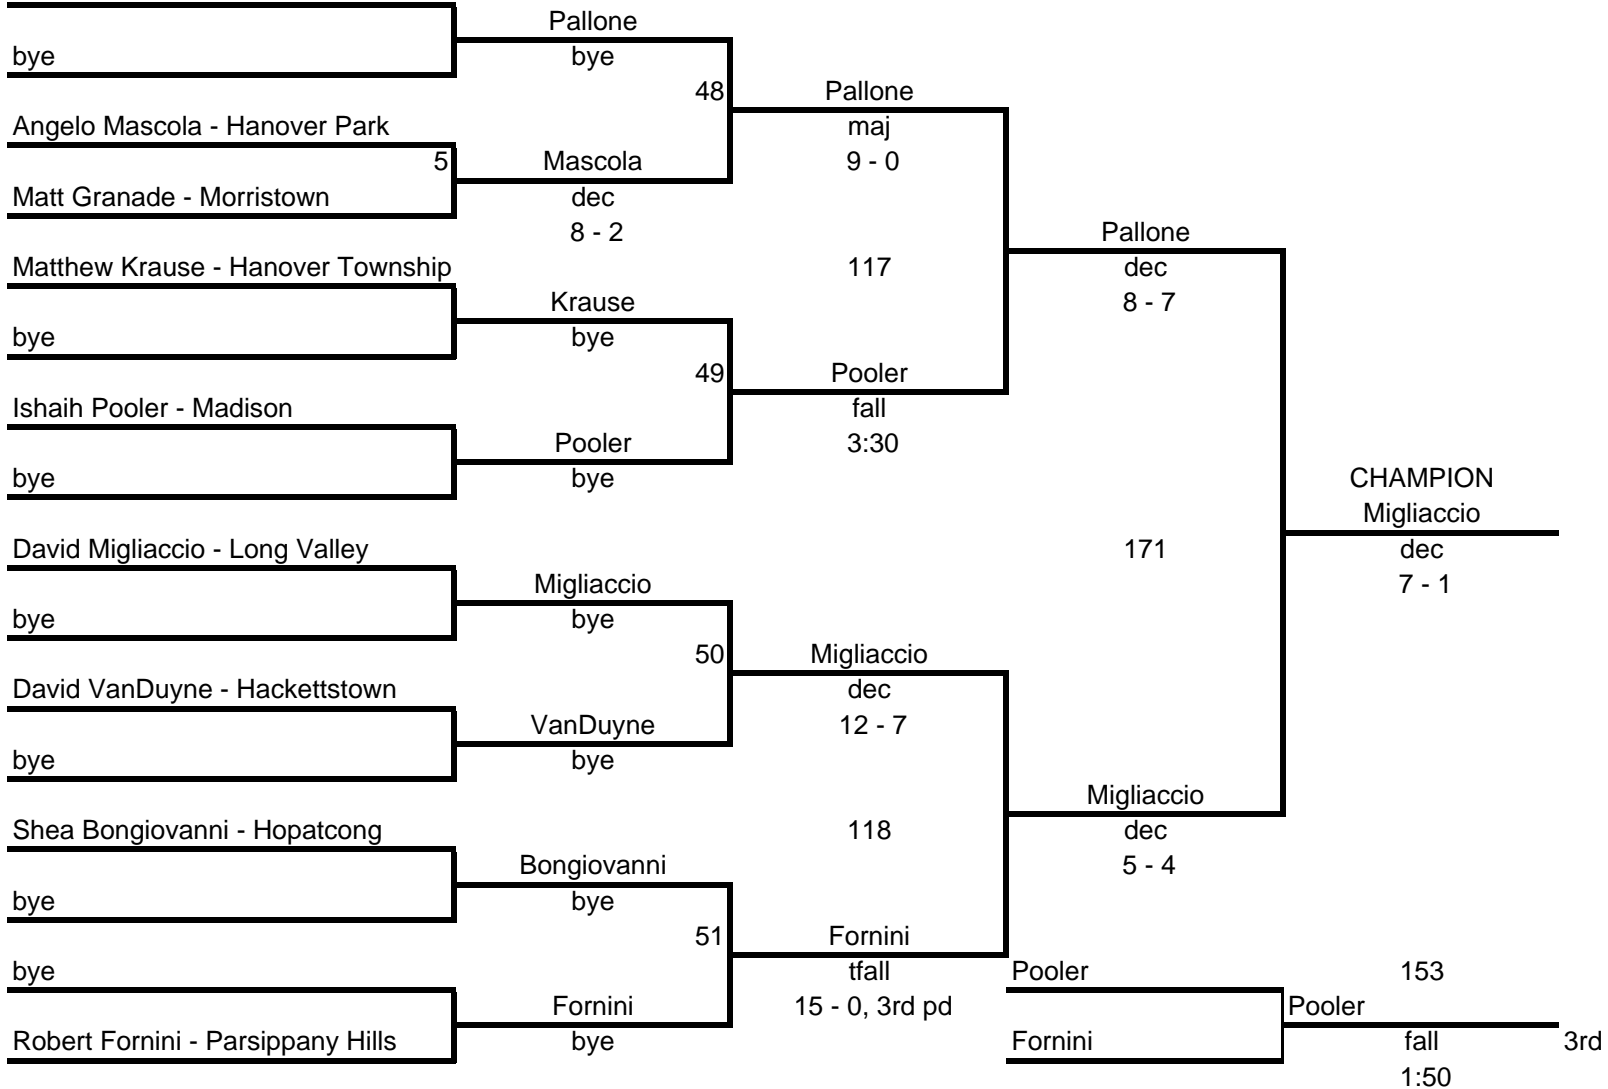 Pallone
bye
bye
48
Pallone
Angelo Mascola - Hanover Park
maj
5
Mascola
9 - 0
Matt Granade - Morristown
dec
8 - 2
Pallone
Matthew Krause - Hanover Township
117
dec
Krause
8 - 7
bye
bye
49
Pooler
Ishaih Pooler - Madison
fall
Pooler
3:30
bye
bye
CHAMPION
Migliaccio
David Migliaccio - Long Valley
171
dec
Migliaccio
7 - 1
bye
bye
50
Migliaccio
David VanDuyne - Hackettstown
dec
VanDuyne
12 - 7
bye
bye
Migliaccio
Shea Bongiovanni - Hopatcong
118
dec
Bongiovanni
5 - 4
bye
bye
51
Fornini
bye
tfall
Pooler
153
Fornini
15 - 0, 3rd pd
Pooler
Robert Fornini - Parsippany Hills
bye
Fornini
fall
3rd
1:50